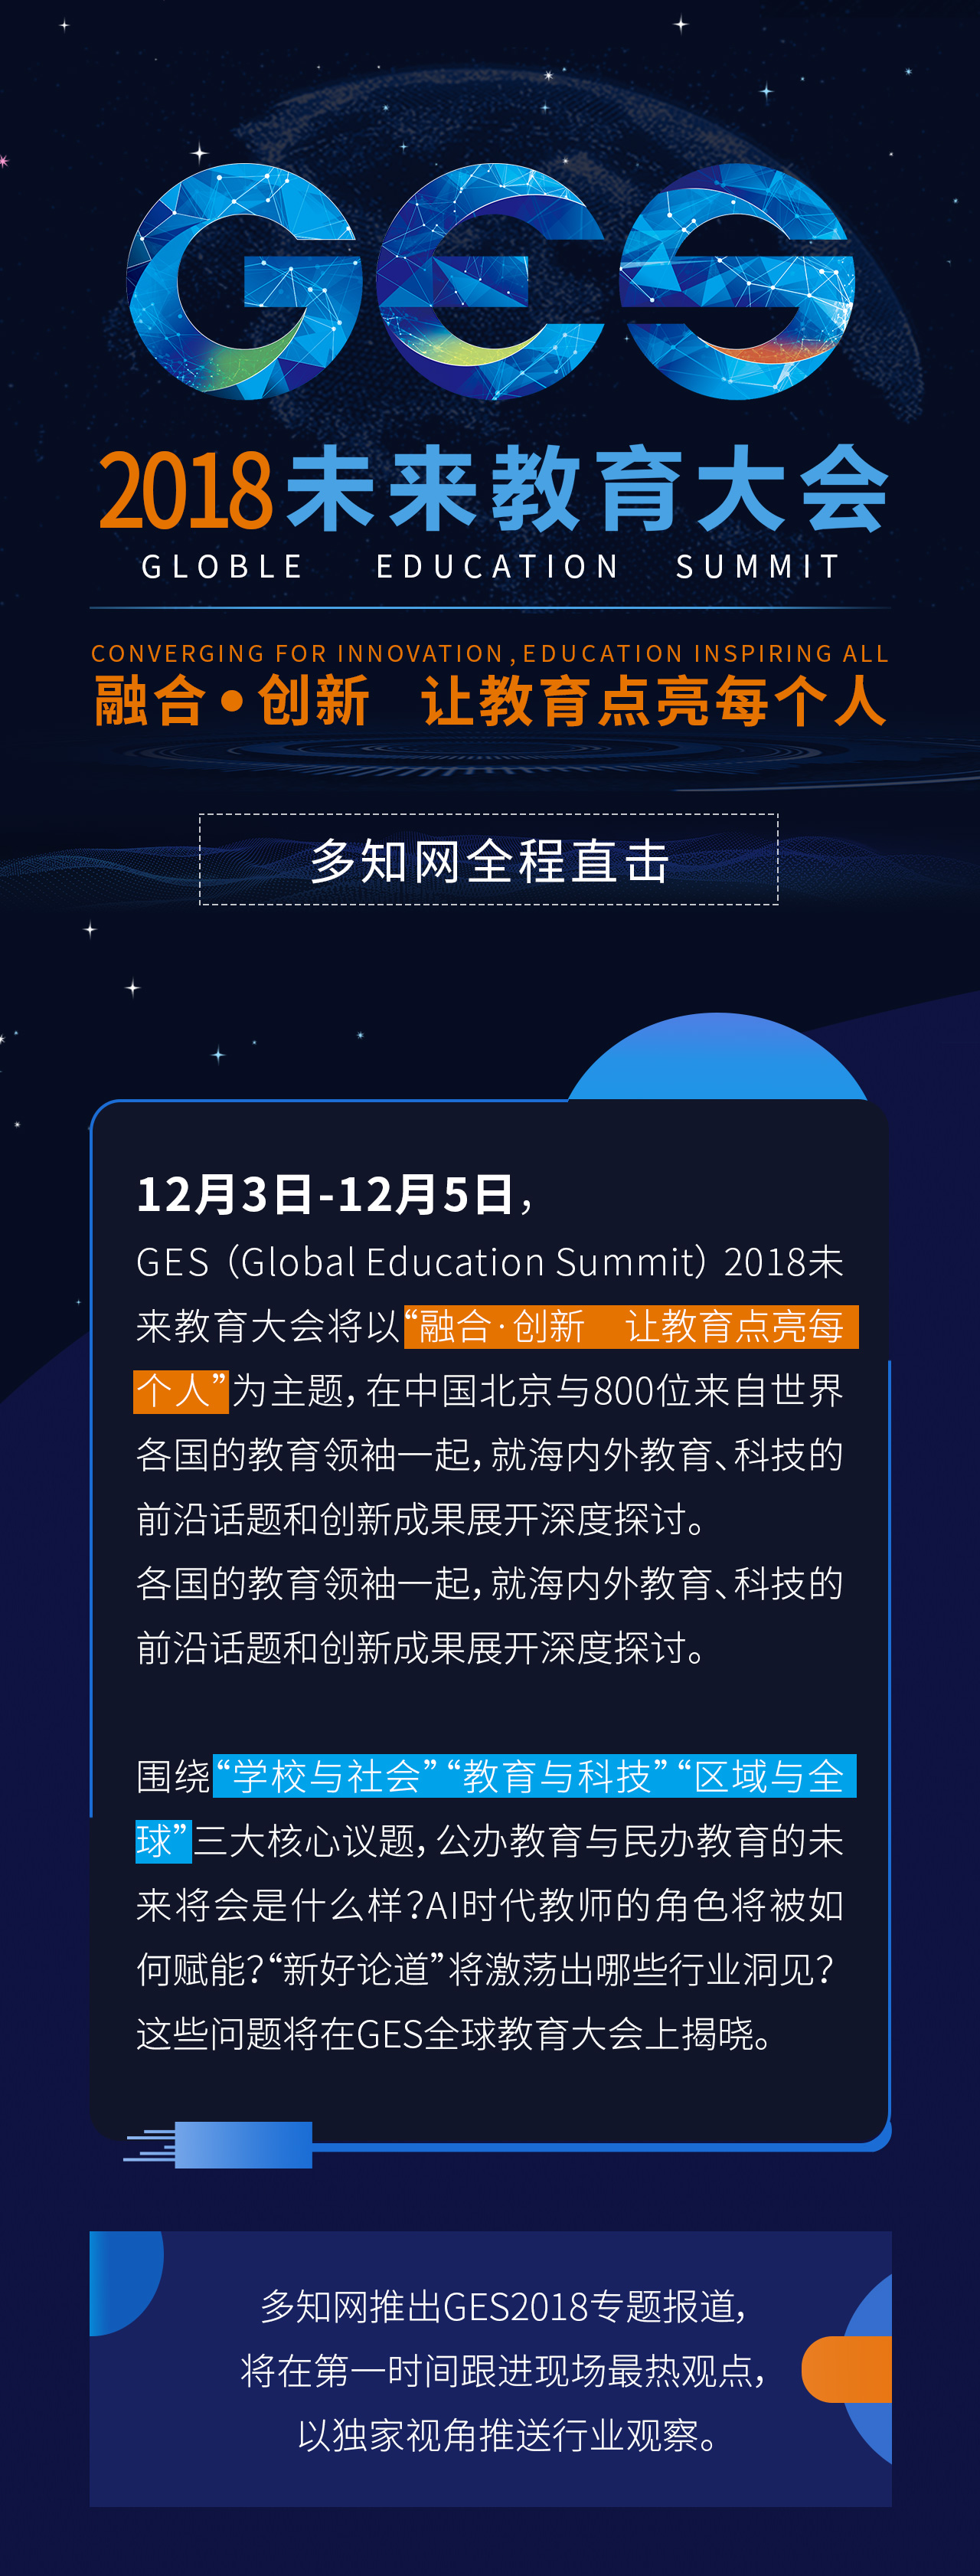 GES
2018未来教育大会
GLOBLE EDUCATION SUMMIT
CONVERGING FOR INNOVATION,EDUCATION INSPIRING ALL
融合•创新 让教育点亮每个人
多知网全程直击
12月3日-12月5日，
GES（Global Education Summit）2018未
来教育大会将以“融合·创新 让教育点亮每
个人”为主题，在中国北京与800位来自世界
各国的教育领袖一起，就海内外教育、科技的
前沿话题和创新成果展开深度探讨。
各国的教育领袖一起，就海内外教育、科技的
前沿话题和创新成果展开深度探讨。
围绕“学校与社会”“教育与科技”“区域与全
球”三大核心议题，公办教育与民办教育的未
来将会是什么样？AI时代教师的角色将被如
何赋能？“新好论道”将激荡出哪些行业洞见？
这些问题将在GES全球教育大会上揭晓。
多知网推出GES2018专题报道，
将在第一时间跟进现场最热观点，
以独家视角推送行业观察。